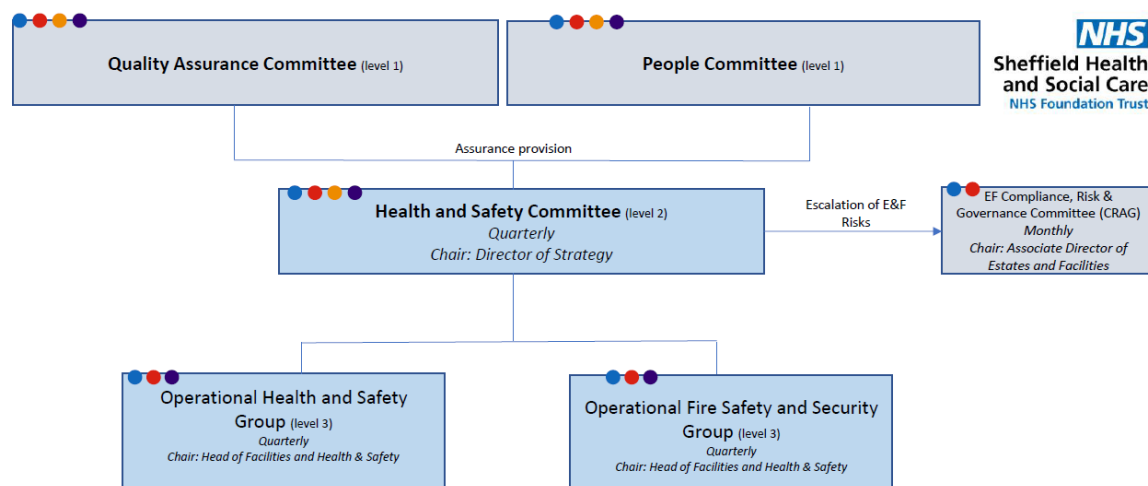 Quality Assurance Committee (level 1)
People Committee (level 1)
NHS
Sheffield Health
and Social Care
NHS Foundation Trust
Assurance provision
Health and Safety Committee (level 2)
Quarterly
Chair: Director of Strategy
Escalation of E&F
Risks
EF Compliance, Risk &
Governance Committee (CRAG)
Monthly
Chair: Associate Director of
Estates and Facilities
Operational Health and Safety
Group (level 3)
Quarterly
Chair: Head of Facilities and Health & Safety
Operational Fire Safety and Security
Group (level 3)
Quarterly
Chair: Head of Facilities and Health & Safety